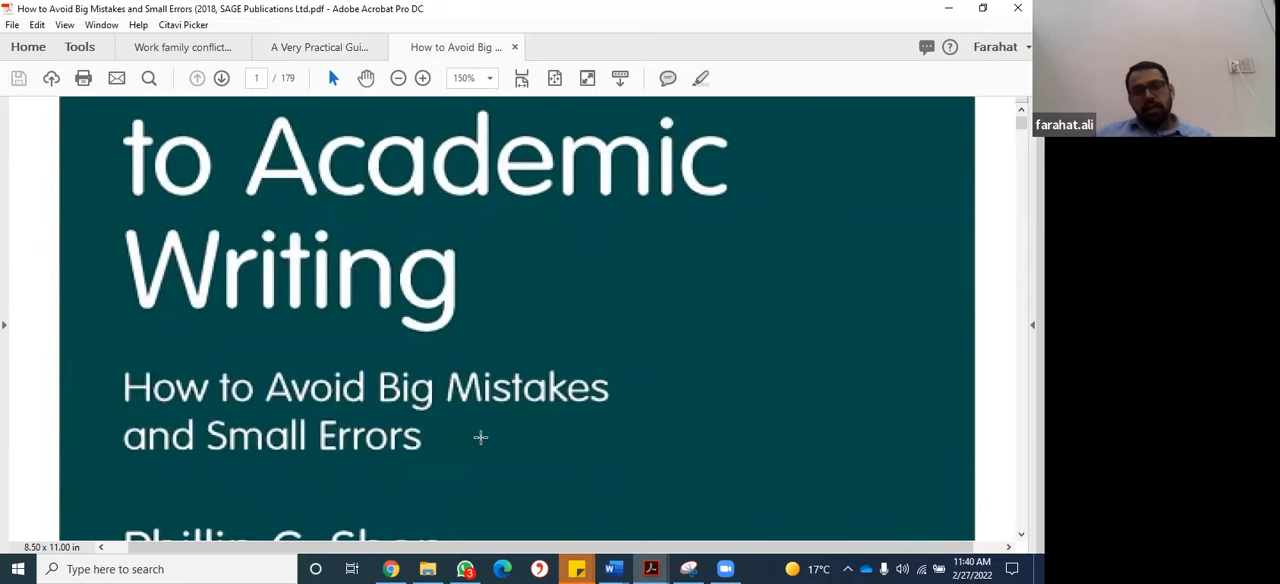 How to Avoid Big Mistakes and Small Errors (2018, SAGE Publications Ltd.pdf - Adobe Acrobat Pro DC
File Edit View Window Help Citavi Picker
Home Tools Work family conflict... A Very Practical Gui... How to Avoid Big ... Farahat
1 / 179 150%
farahat.ali
to Academic
Writing
How to Avoid Big Mistakes
and Small Errors
8.50 x 11.00 in
Type here to search
3
17°C
11:40 AM
2/27/2022